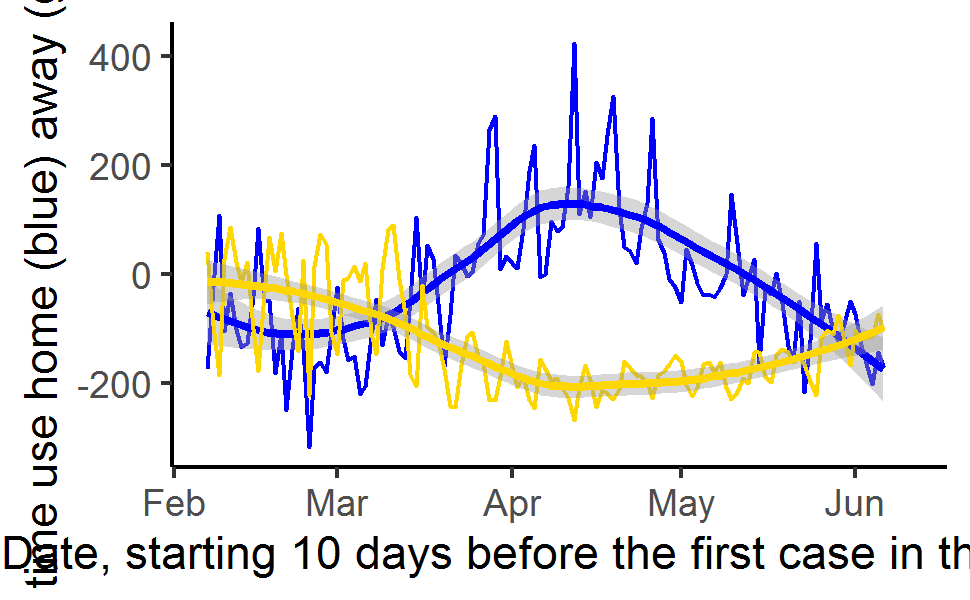 time use home (blue) away (
400
200
0
-200
Feb Mar Apr May Jun
Date, starting 10 days before the first case in th